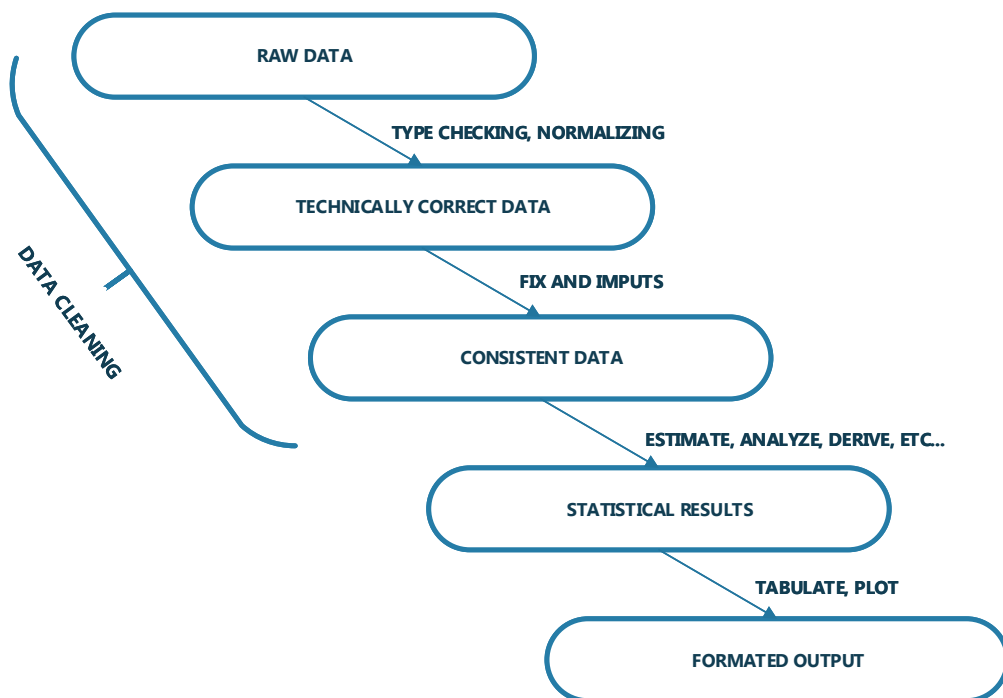 RAW DATA
TYPE CHECKING, NORMALIZING
TECHNICALLY CORRECT DATA
FIX AND IMPUTS
DATA CLEANING
CONSISTENT DATA
ESTIMATE, ANALYZE, DERIVE, ETC...
STATISTICAL RESULTS
TABULATE, PLOT
FORMATED OUTPUT